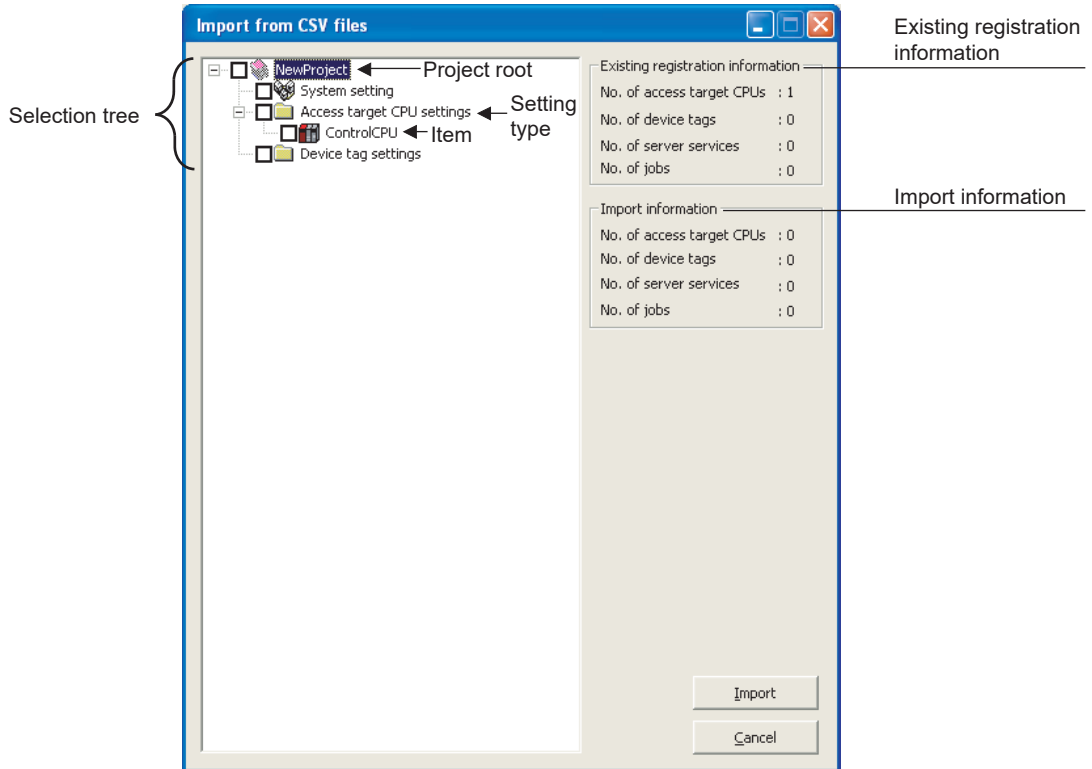 Import from CSV files
Existing registration
information
Selection tree
NewProject
Project root
System setting
Access target CPU settings
Setting
type
ControlCPU
Item
Device tag settings
Existing registration information
No. of access target CPUs : 1
No. of device tags : 0
No. of server services : 0
No. of jobs : 0
Import information
Import information
No. of access target CPUs : 0
No. of device tags : 0
No. of server services : 0
No. of jobs : 0
Import
Cancel